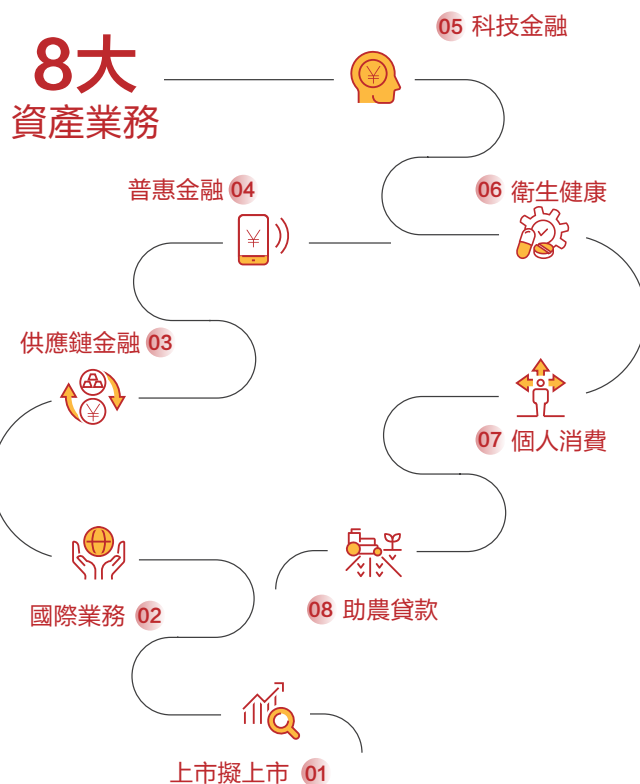 8大
資產業務
05 科技金融
普惠金融 04
06 衛生健康
供應鏈金融 03
07 個人消費
國際業務 02
08 助農貸款
上市擬上市 01